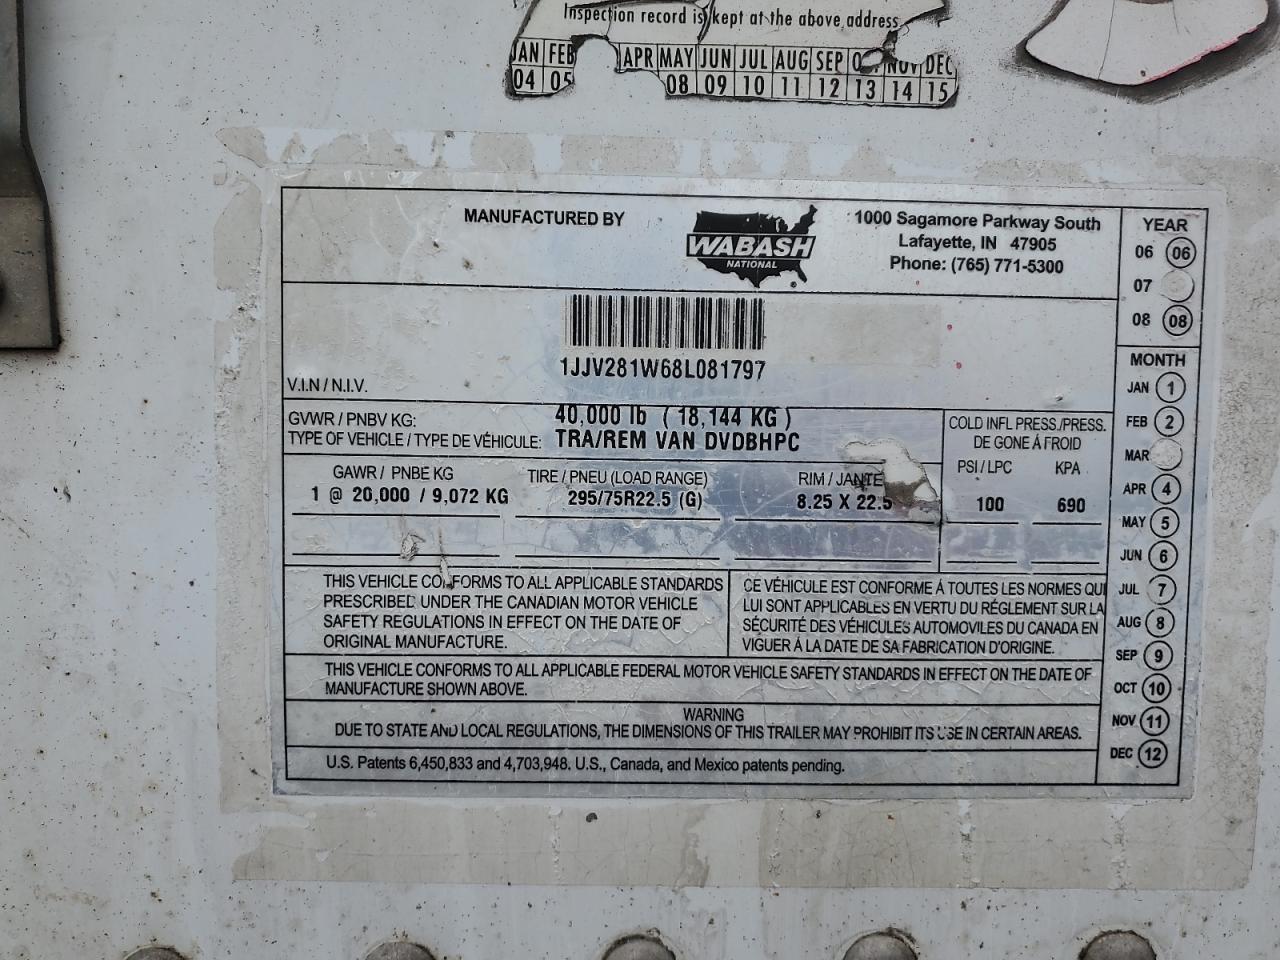 Inspection record is kept at the above address
JAN FEB APR MAY JUN JUL AUG SEP NOV DEC
04 05 08 09 10 11 12 13 14 15
MANUFACTURED BY
WABASH
NATIONAL
1000 Sagamore Parkway South
Lafayette, IN 47905
Phone: (765) 771-5300
1JJV281W68L081797
V.I.N / N.I.V.
GVWR / PNBV KG: 40,000 lb ( 18,144 KG )
TYPE OF VEHICLE / TYPE DE VÉHICULE: TRA/REM VAN DVDBHPC
COLD INFL PRESS./PRESS.
DE GONE Á FROID
GAWR / PNBE KG TIRE / PNEU (LOAD RANGE) RIM / JANTE PSI / LPC KPA
1 @ 20,000 / 9,072 KG 295/75R22.5 (G) 8.25 X 22.5 100 690
THIS VEHICLE CONFORMS TO ALL APPLICABLE STANDARDS
PRESCRIBED UNDER THE CANADIAN MOTOR VEHICLE
SAFETY REGULATIONS IN EFFECT ON THE DATE OF
ORIGINAL MANUFACTURE.
CE VÉHICULE EST CONFORME Á TOUTES LES NORMES QUI
LUI SONT APPLICABLES EN VERTU DU RÉGLEMENT SUR LA
SÉCURITÉ DES VÉHICULES AUTOMOVILES DU CANADA EN
VIGUER Á LA DATE DE SA FABRICATION D'ORIGINE.
THIS VEHICLE CONFORMS TO ALL APPLICABLE FEDERAL MOTOR VEHICLE SAFETY STANDARDS IN EFFECT ON THE DATE OF
MANUFACTURE SHOWN ABOVE.
WARNING
DUE TO STATE AND LOCAL REGULATIONS, THE DIMENSIONS OF THIS TRAILER MAY PROHIBIT ITS USE IN CERTAIN AREAS.
U.S. Patents 6,450,833 and 4,703,948. U.S., Canada, and Mexico patents pending.
YEAR
06 06
07
08 08
MONTH
JAN 1
FEB 2
MAR
APR 4
MAY 5
JUN 6
JUL 7
AUG 8
SEP 9
OCT 10
NOV 11
DEC 12